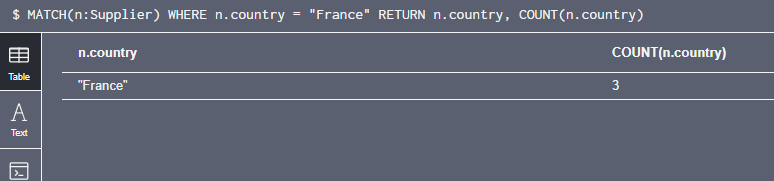 $ MATCH(n:Supplier) WHERE n.country = "France" RETURN n.country, COUNT(n.country)
n.country COUNT(n.country)
"France" 3
Table
A
Text
>_